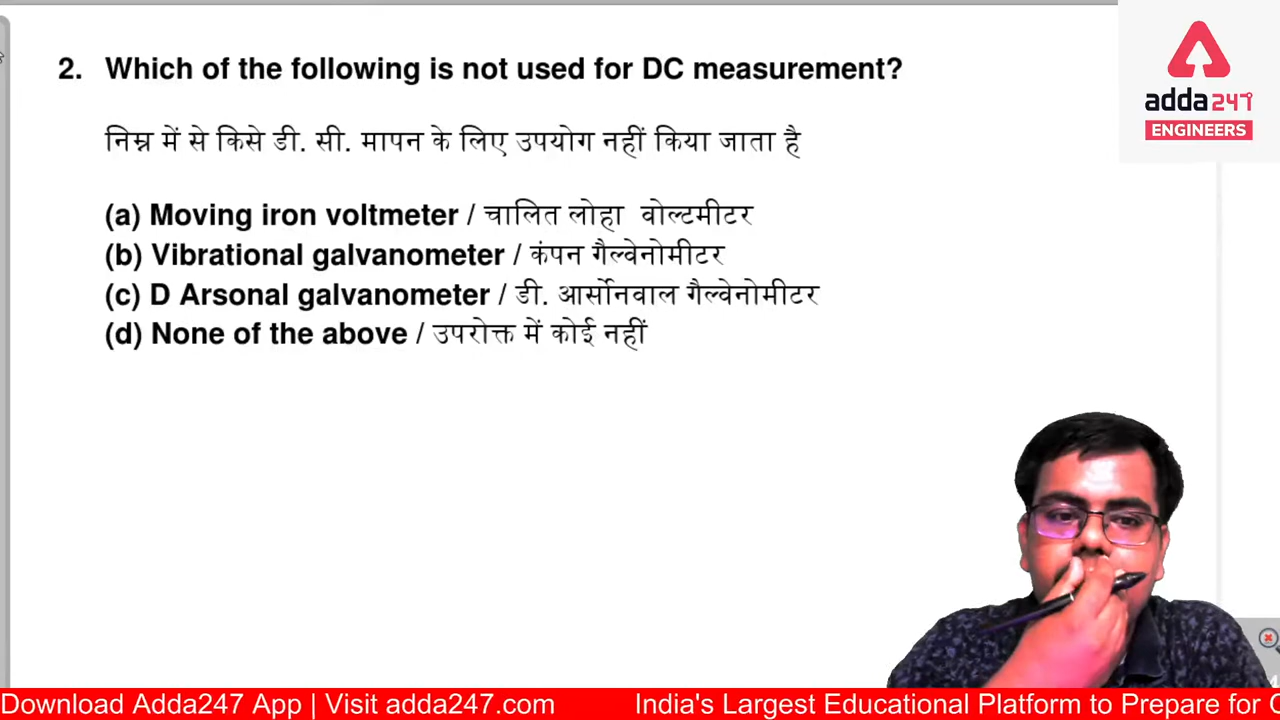 2. Which of the following is not used for DC measurement?
निम्न में से किसे डी. सी. मापन के लिए उपयोग नहीं किया जाता है
(a) Moving iron voltmeter / चालित लोहा वोल्टमीटर
(b) Vibrational galvanometer / कंपन गैल्वेनोमीटर
(c) D Arsonal galvanometer / डी. आर्सोनवाल गैल्वेनोमीटर
(d) None of the above / उपरोक्त में कोई नहीं
adda247
ENGINEERS
Download Adda247 App | Visit adda247.com India's Largest Educational Platform to Prepare for